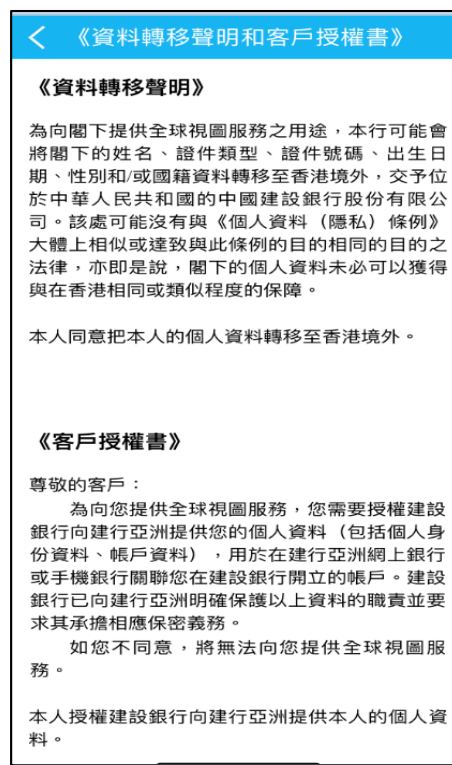 《資料轉移聲明和客戶授權書》
《資料轉移聲明》
為向閣下提供全球視圖服務之用途，本行可能會
將閣下的姓名、證件類型、證件號碼、出生日
期、性別和/或國籍資料轉移至香港境外，交予位
於中華人民共和國的中國建設銀行股份有限公
司。該處可能沒有與《個人資料（隱私）條例》
大體上相似或達致與此條例的目的相同的目的之
法律，亦即是說，閣下的個人資料未必可以獲得
與在香港相同或類似程度的保障。
本人同意把本人的個人資料轉移至香港境外。
《客戶授權書》
尊敬的客戶：
為向您提供全球視圖服務，您需要授權建設
銀行向建行亞洲提供您的個人資料（包括個人身
份資料、帳戶資料），用於在建行亞洲網上銀行
或手機銀行關聯您在建設銀行開立的帳戶。建設
銀行已向建行亞洲明確保護以上資料的職責並要
求其承擔相應保密義務。
如您不同意，將無法向您提供全球視圖服
務。
本人授權建設銀行向建行亞洲提供本人的個人資
料。